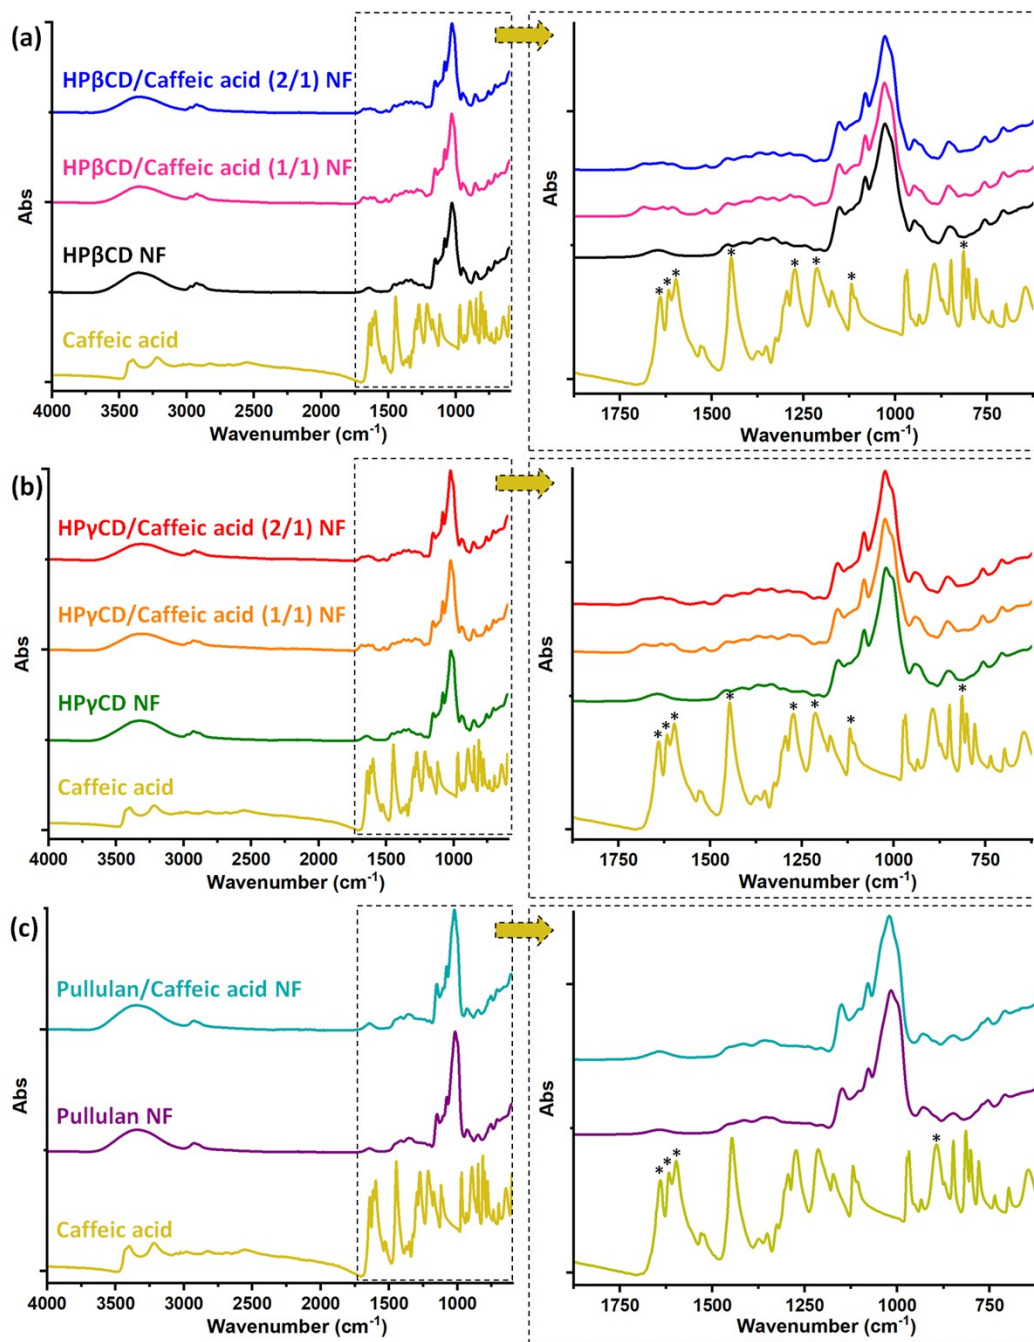 (a)
HPβCD/Caffeic acid (2/1) NF
HPβCD/Caffeic acid (1/1) NF
HPβCD NF
Caffeic acid
Abs
4000 3500 3000 2500 2000 1500 1000
Wavenumber (cm-1)
Abs
* * * * * * * *
1750 1500 1250 1000 750
Wavenumber (cm-1)
(b)
HPγCD/Caffeic acid (2/1) NF
HPγCD/Caffeic acid (1/1) NF
HPγCD NF
Caffeic acid
Abs
4000 3500 3000 2500 2000 1500 1000
Wavenumber (cm-1)
Abs
* * * * * * * *
1750 1500 1250 1000 750
Wavenumber (cm-1)
(c)
Pullulan/Caffeic acid NF
Pullulan NF
Caffeic acid
Abs
4000 3500 3000 2500 2000 1500 1000
Wavenumber (cm-1)
Abs
* * * *
1750 1500 1250 1000 750
Wavenumber (cm-1)